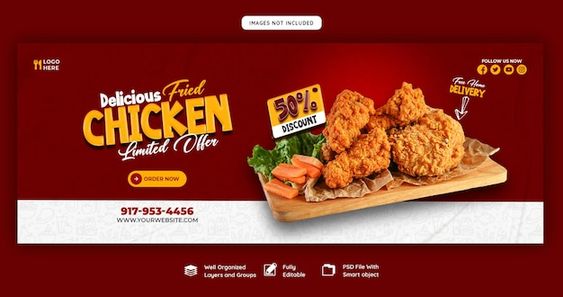 IMAGES NOT INCLUDED
LOGO
HERE
FOLLOW US NOW
Delicious Fried
CHICKEN
Limited Offer
50%
DISCOUNT
Free Home
DELIVERY
ORDER NOW
917-953-4456
WWW.YOURWEBSITE.COM
Well Organized
Layers and Groups
Fully
Editable
PSD File With
Smart object